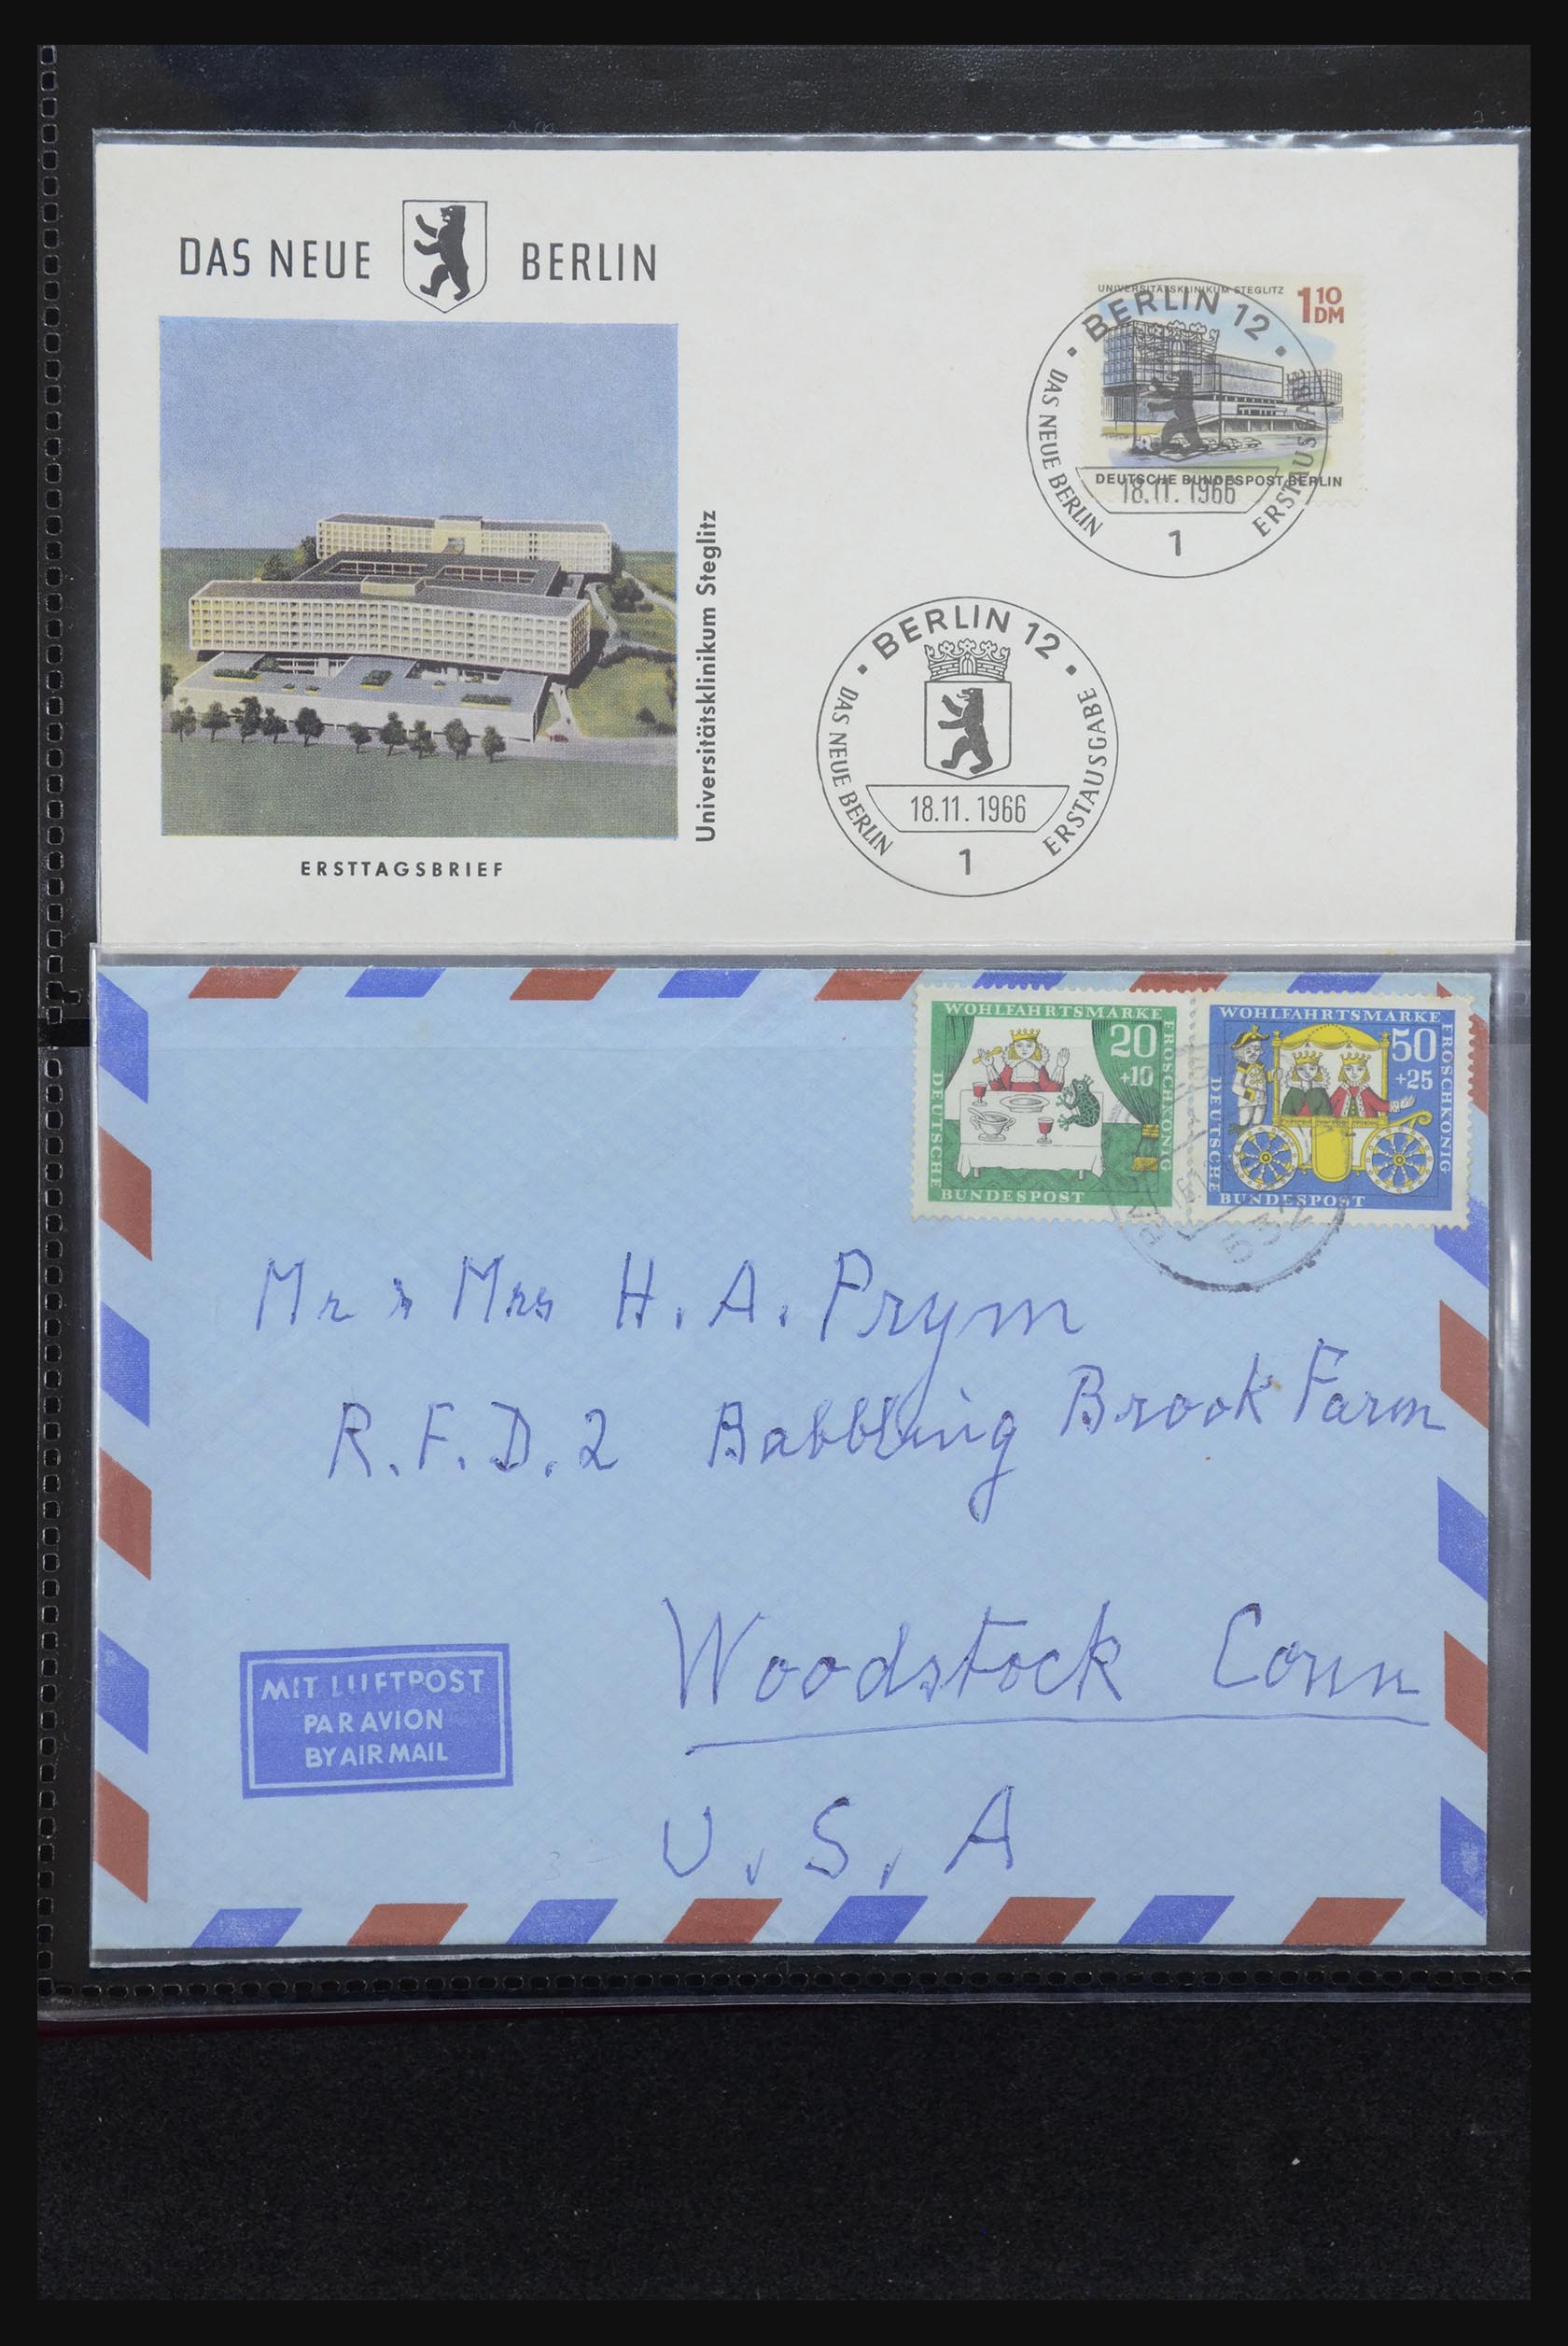 DAS NEUE BERLIN
Universitätsklinikum Steglitz
ERSTTAGSBRIEF
UNIVERSITÄTSKLINIKUM STEGLITZ
1 10 DM
DEUTSCHE BUNDESPOST BERLIN
BERLIN 12
DAS NEUE BERLIN
ERSTAUSGABE
18.11.1966
1
BERLIN 12
DAS NEUE BERLIN
ERSTAUSGABE
18.11.1966
1
WOHLFAHRTSMARKE
20
+10
FROSCHKÖNIG
DEUTSCHE
BUNDESPOST
WOHLFAHRTSMARKE
50
+25
FROSCHKÖNIG
DEUTSCHE
BUNDESPOST
Mr & Mrs H. A. Prym
R.F.D.2 Babbling Brook Farm
Woodstock Conn
U.S.A
MIT LUFTPOST
PAR AVION
BY AIR MAIL